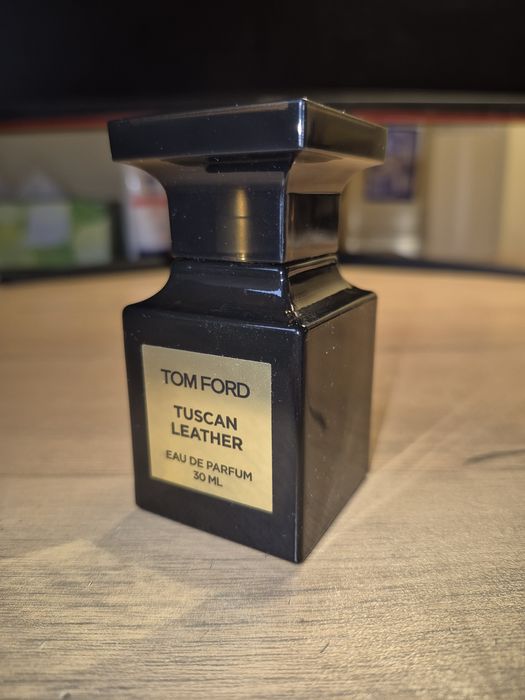 TOM FORD
TUSCAN
LEATHER
EAU DE PARFUM
30 ML